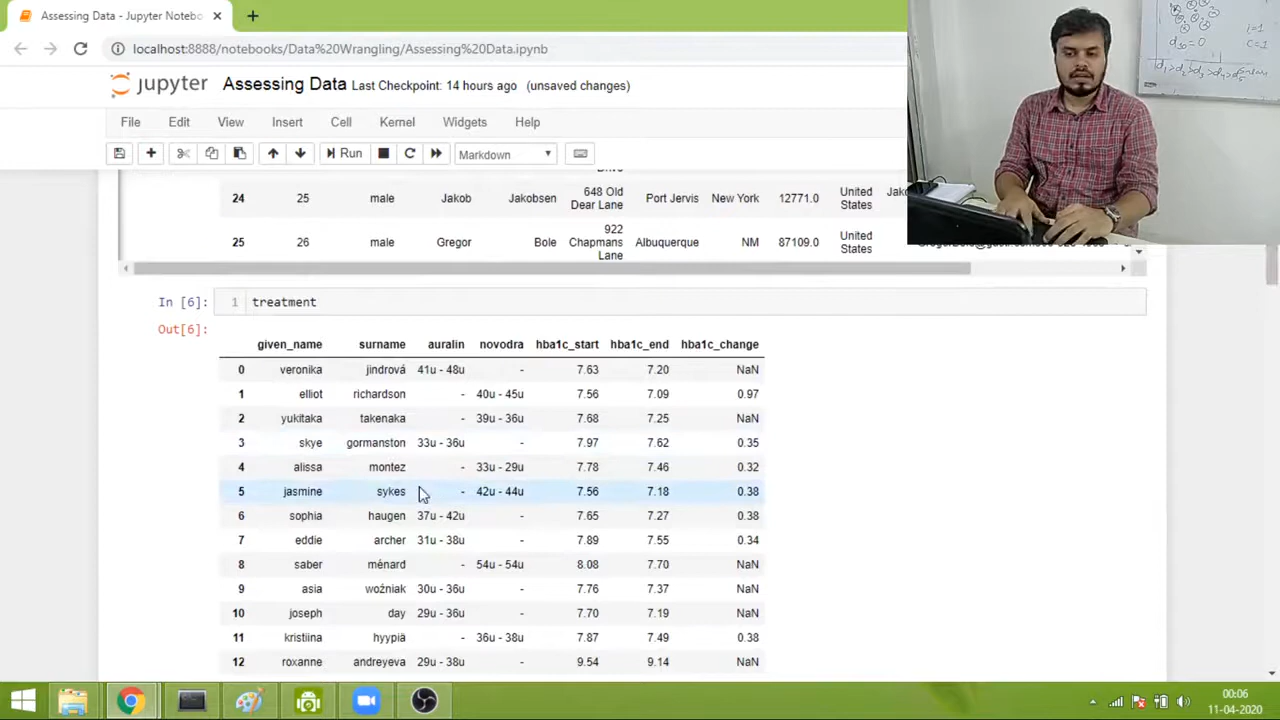 Assessing Data - Jupyter Notebo
localhost:8888/notebooks/Data%20Wrangling/Assessing%20Data.ipynb
jupyter Assessing Data Last Checkpoint: 14 hours ago (unsaved changes)
File Edit View Insert Cell Kernel Widgets Help
Run Markdown
24 25 male Jakob Jakobsen 648 Old Dear Lane Port Jervis New York 12771.0 United States
25 26 male Gregor Bole 922 Chapmans Lane Albuquerque NM 87109.0 United States
In [6]: 1 treatment
Out[6]:
given_name surname auralin novodra hba1c_start hba1c_end hba1c_change
0 veronika jindrová 41u - 48u - 7.63 7.20 NaN
1 elliot richardson - 40u - 45u 7.56 7.09 0.97
2 yukitaka takenaka - 39u - 36u 7.68 7.25 NaN
3 skye gormanston 33u - 36u - 7.97 7.62 0.35
4 alissa montez - 33u - 29u 7.78 7.46 0.32
5 jasmine sykes - 42u - 44u 7.56 7.18 0.38
6 sophia haugen 37u - 42u - 7.65 7.27 0.38
7 eddie archer 31u - 38u - 7.89 7.55 0.34
8 saber ménard - 54u - 54u 8.08 7.70 NaN
9 asia woźniak 30u - 36u - 7.76 7.37 NaN
10 joseph day 29u - 36u - 7.70 7.19 NaN
11 kristiina hyypiä - 36u - 38u 7.87 7.49 0.38
12 roxanne andreyeva 29u - 38u - 9.54 9.14 NaN
00:06
11-04-2020